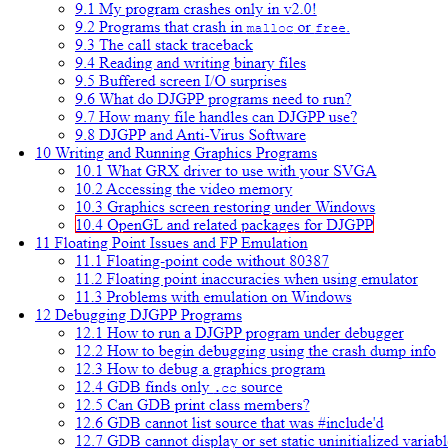 9.1 My program crashes only in v2.0!
9.2 Programs that crash in malloc or free.
9.3 The call stack traceback
9.4 Reading and writing binary files
9.5 Buffered screen I/O surprises
9.6 What do DJGPP programs need to run?
9.7 How many file handles can DJGPP use?
9.8 DJGPP and Anti-Virus Software
10 Writing and Running Graphics Programs
10.1 What GRX driver to use with your SVGA
10.2 Accessing the video memory
10.3 Graphics screen restoring under Windows
10.4 OpenGL and related packages for DJGPP
11 Floating Point Issues and FP Emulation
11.1 Floating-point code without 80387
11.2 Floating point inaccuracies when using emulator
11.3 Problems with emulation on Windows
12 Debugging DJGPP Programs
12.1 How to run a DJGPP program under debugger
12.2 How to begin debugging using the crash dump info
12.3 How to debug a graphics program
12.4 GDB finds only .cc source
12.5 Can GDB print class members?
12.6 GDB cannot list source that was #include'd
12.7 GDB cannot display or set static uninitialized variabl